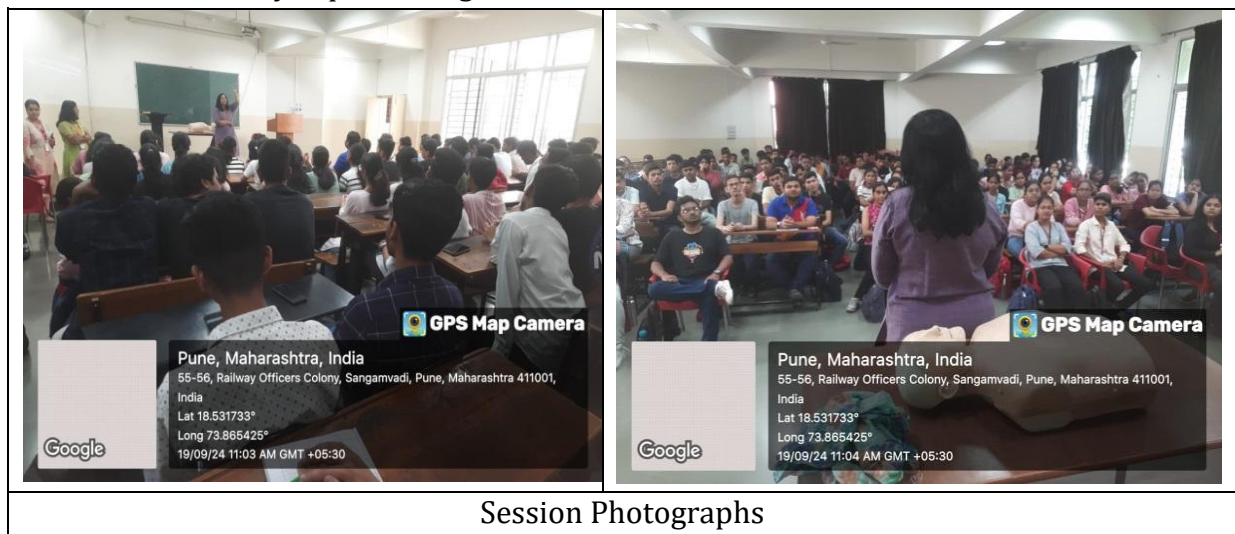 GPS Map Camera
Pune, Maharashtra, India
55-56, Railway Officers Colony, Sangamvadi, Pune, Maharashtra 411001,
India
Lat 18.531733°
Long 73.865425°
19/09/24 11:03 AM GMT +05:30
Google
GPS Map Camera
Pune, Maharashtra, India
55-56, Railway Officers Colony, Sangamvadi, Pune, Maharashtra 411001,
India
Lat 18.531733°
Long 73.865425°
19/09/24 11:04 AM GMT +05:30
Google
Session Photographs